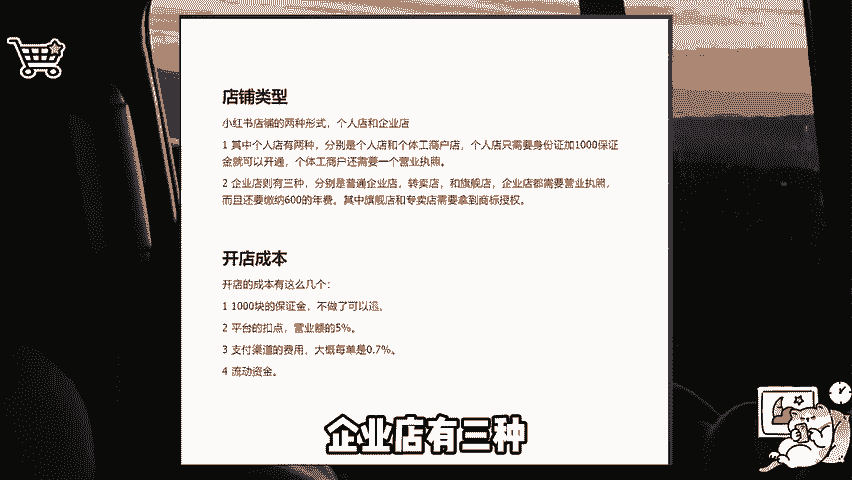 店铺类型
小红书店铺的两种形式，个人店和企业店
1 其中个人店有两种，分别是个人店和个体工商户店，个人店只需要身份证加1000保证
金就可以开通，个体工商户还需要一个营业执照。
2 企业店则有三种，分别是普通企业店，转卖店，和旗舰店，企业店都需要营业执照，
而且还要缴纳600的年费。其中旗舰店和专卖店需要拿到商标授权。
开店成本
开店的成本有这么几个：
1 1000块的保证金，不做了可以退。
2 平台的扣点，营业额的5%。
3 支付渠道的费用，大概每单是0.7%。
4 流动资金。
企业店有三种